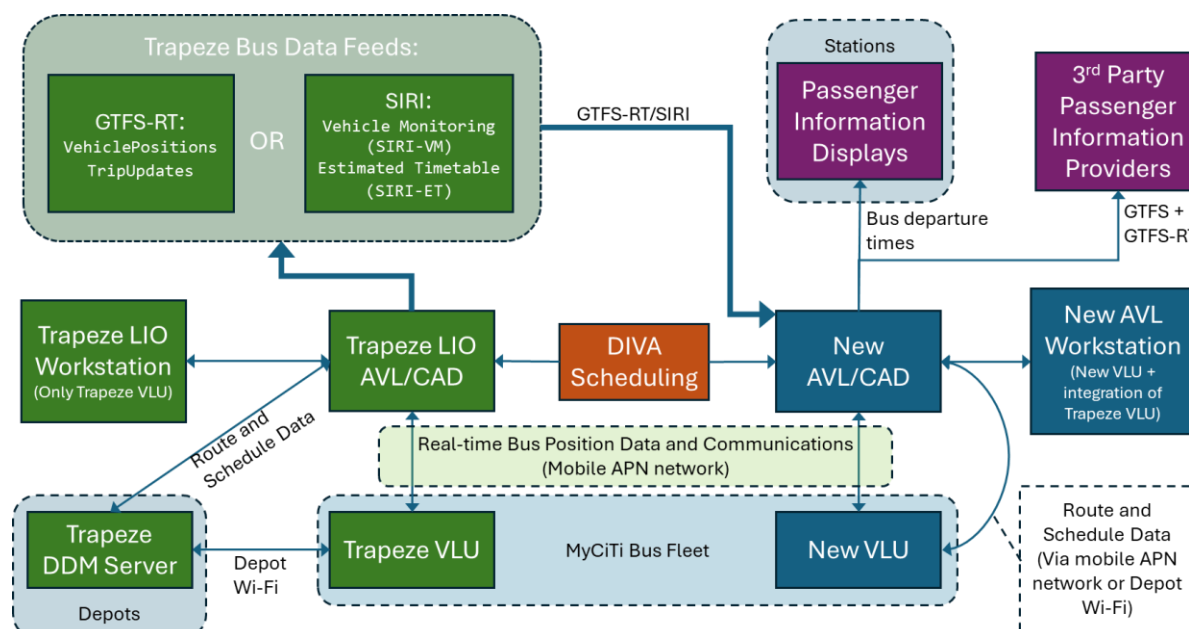 Trapeze Bus Data Feeds:
GTFS-RT:
VehiclePositions
TripUpdates
OR
SIRI:
Vehicle Monitoring
(SIRI-VM)
Estimated Timetable
(SIRI-ET)
GTFS-RT/SIRI
Stations
Passenger
Information
Displays
3rd Party
Passenger
Information
Providers
Bus departure
times
GTFS +
GTFS-RT
Trapeze LIO
Workstation
(Only Trapeze VLU)
Trapeze LIO
AVL/CAD
DIVA
Scheduling
New
AVL/CAD
New AVL
Workstation
(New VLU +
integration of
Trapeze VLU)
Route and
Schedule Data
Real-time Bus Position Data and Communications
(Mobile APN network)
Trapeze
DDM Server
Depots
Depot
Wi-Fi
Trapeze VLU
MyCiTi Bus Fleet
New VLU
Route and
Schedule Data
(Via mobile APN
network or Depot
Wi-Fi)